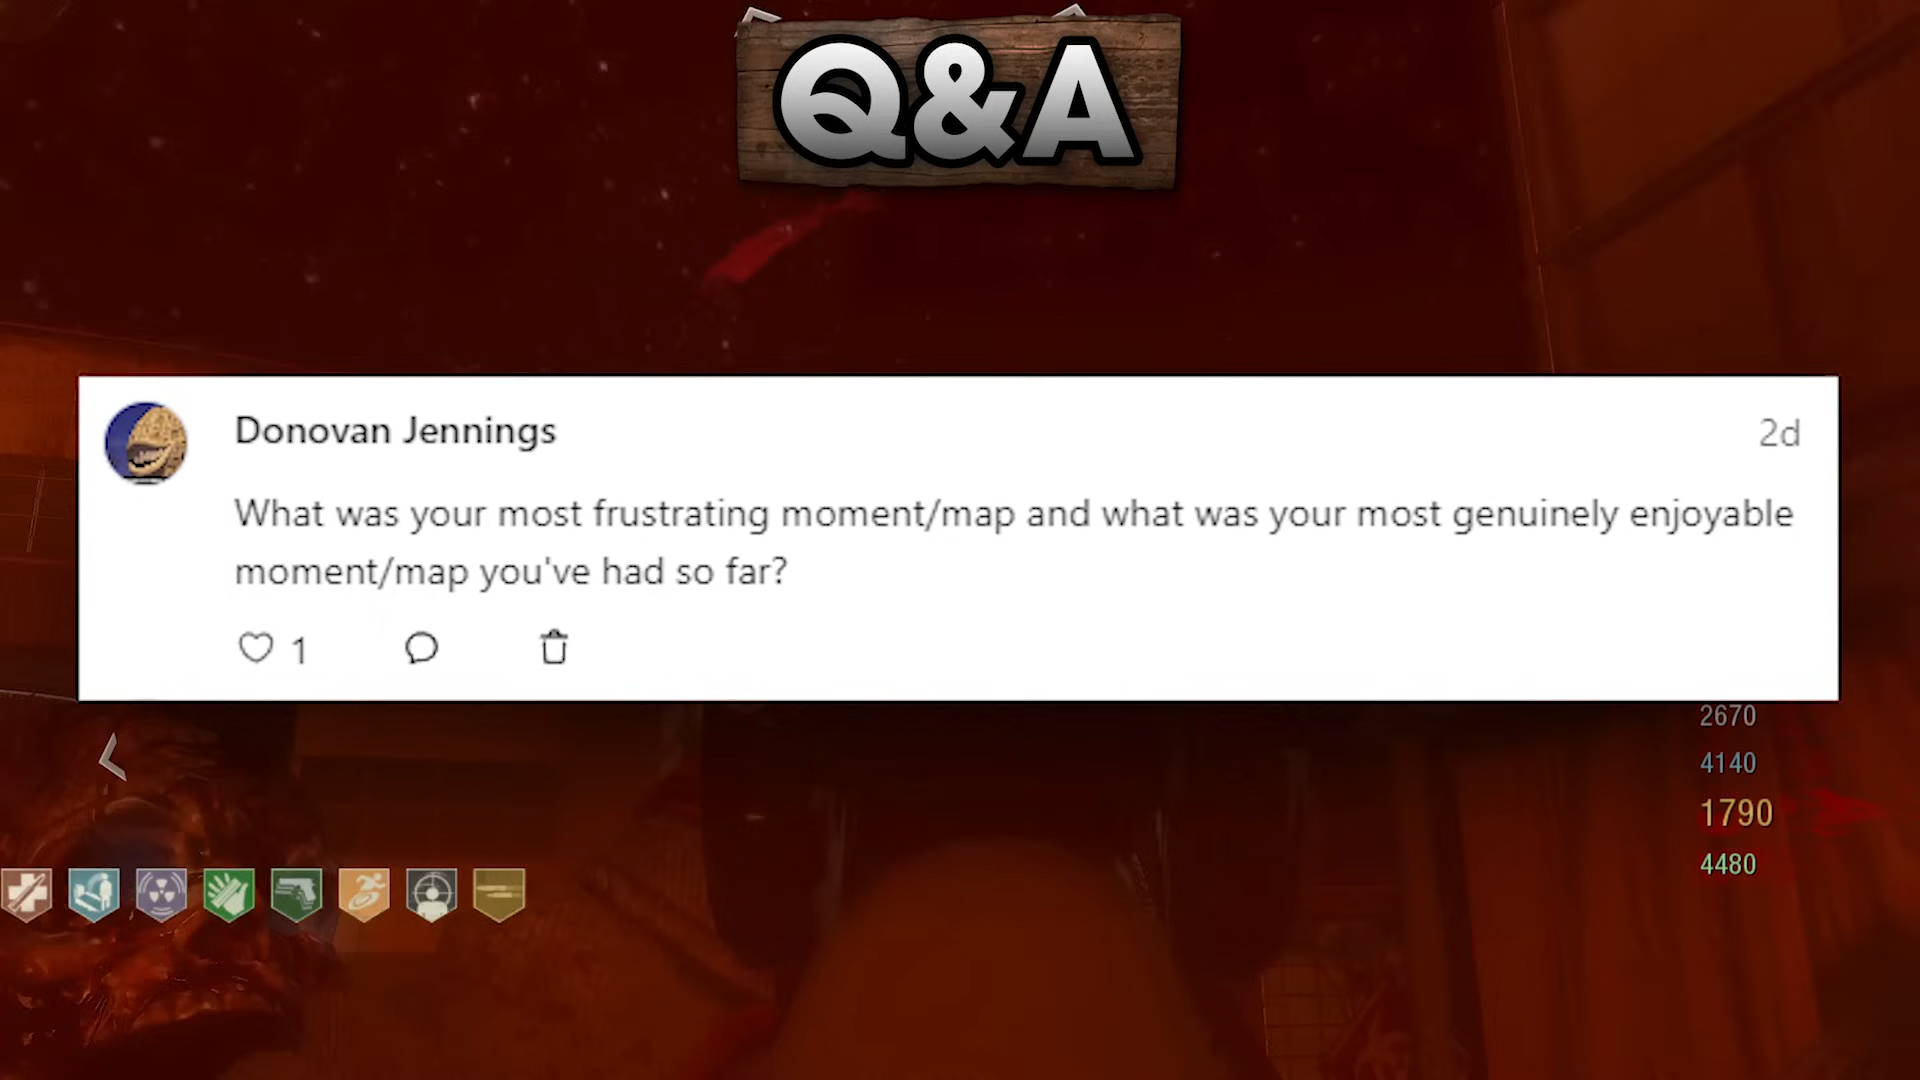 Q&A
Donovan Jennings
2d
What was your most frustrating moment/map and what was your most genuinely enjoyable
moment/map you've had so far?
1
2670
4140
1790
4480